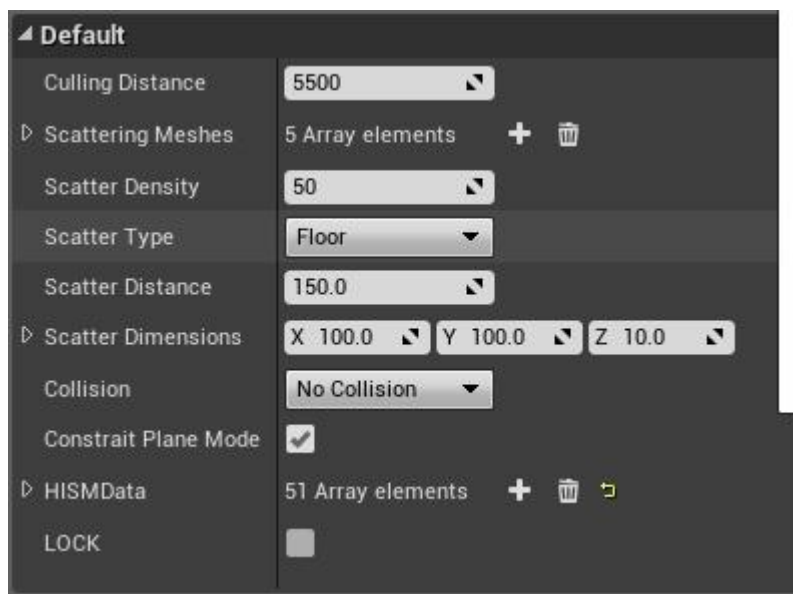 Default
Culling Distance 5500
Scattering Meshes 5 Array elements
Scatter Density 50
Scatter Type Floor
Scatter Distance 150.0
Scatter Dimensions X 100.0 Y 100.0 Z 10.0
Collision No Collision
Constrait Plane Mode
HISMData 51 Array elements
LOCK